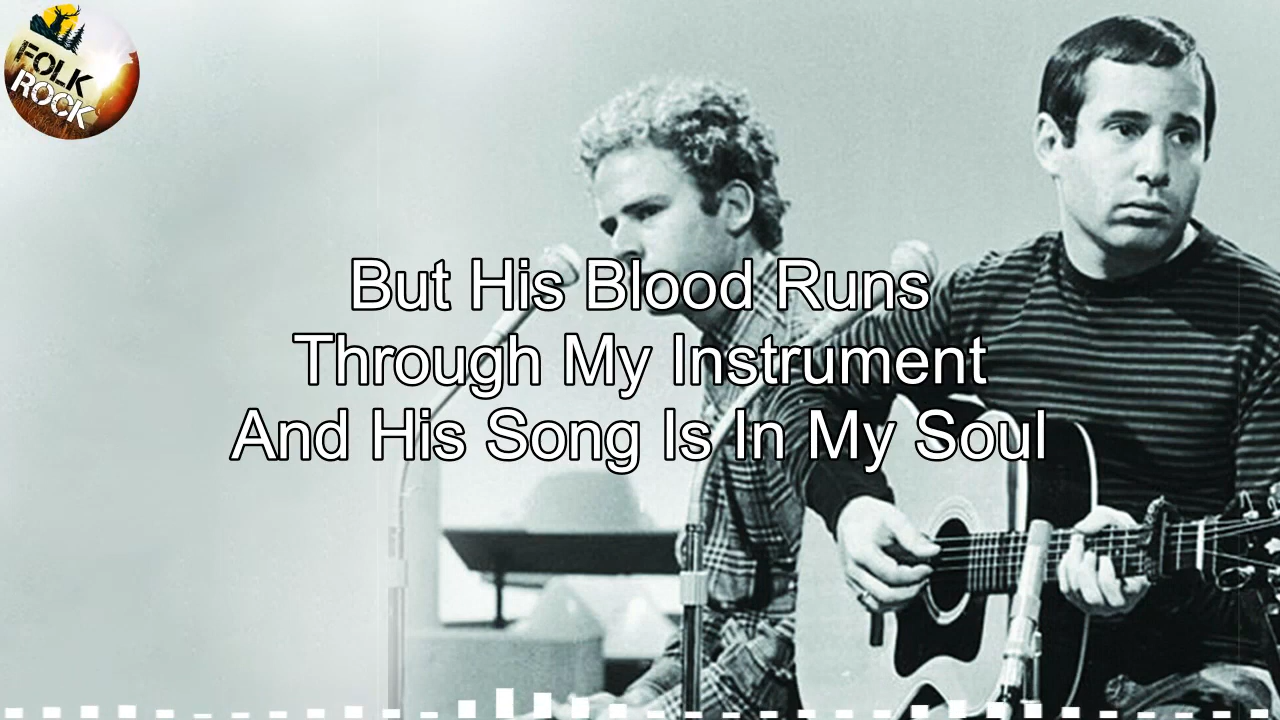 FOLK
ROCK
But His Blood Runs
Through My Instrument
And His Song Is In My Soul